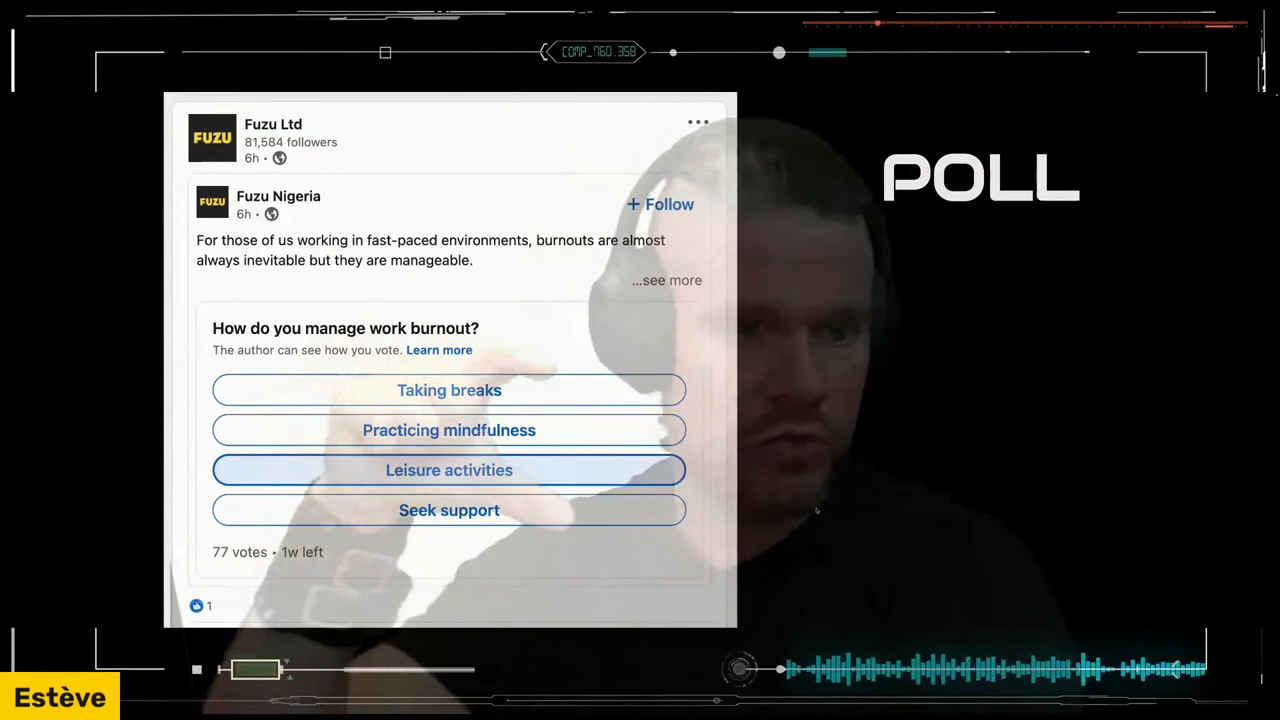 COMP_760.358
POLL
FUZU
Fuzu Ltd
81,584 followers
6h •
FUZU
Fuzu Nigeria
6h •
+ Follow
For those of us working in fast-paced environments, burnouts are almost
always inevitable but they are manageable.
...see more
How do you manage work burnout?
The author can see how you vote. Learn more
Taking breaks
Practicing mindfulness
Leisure activities
Seek support
77 votes • 1w left
1
Estève